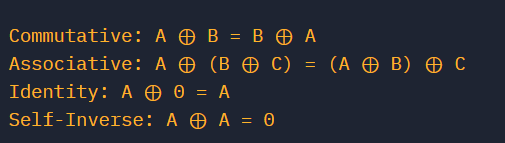 Commutative: A ⊕ B = B ⊕ A
Associative: A ⊕ (B ⊕ C) = (A ⊕ B) ⊕ C
Identity: A ⊕ 0 = A
Self-Inverse: A ⊕ A = 0